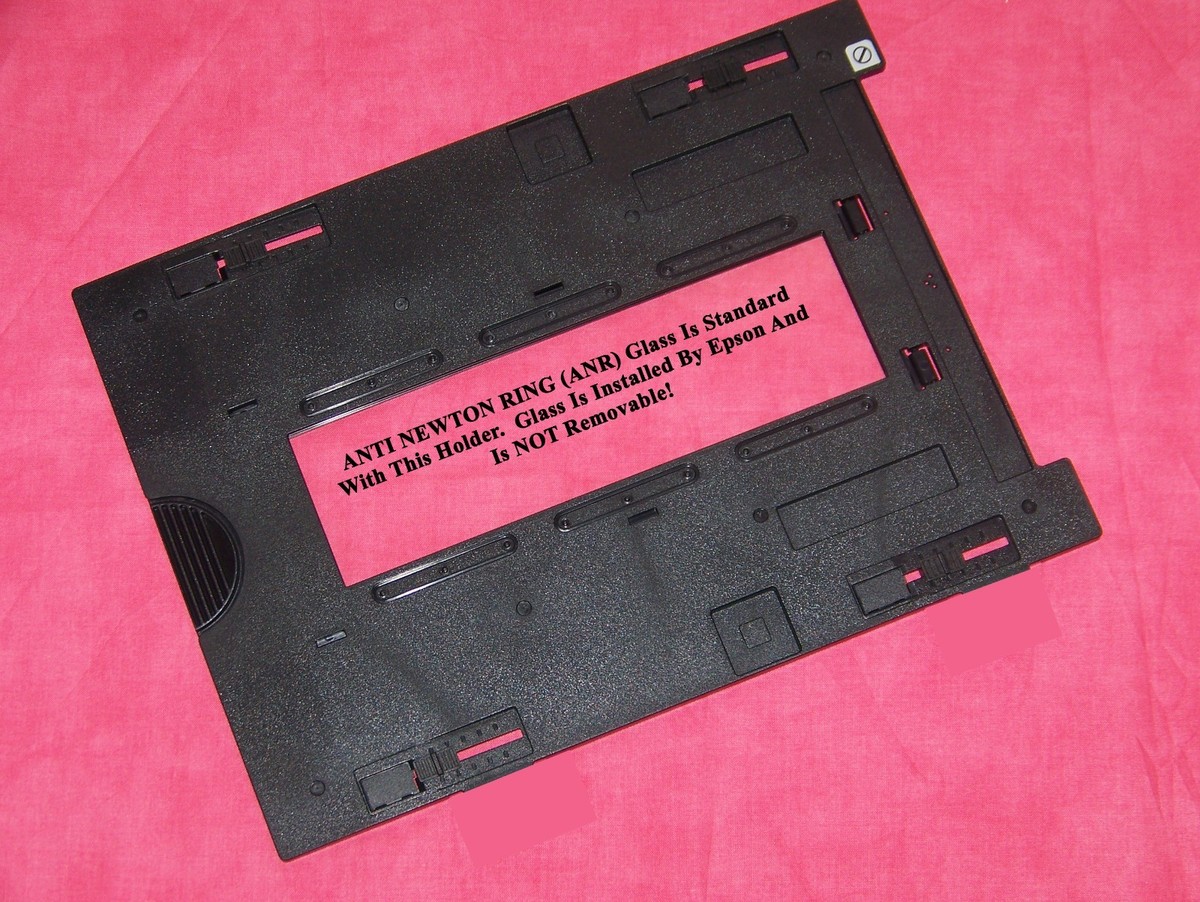 ANTI NEWTON RING (ANR) Glass Is Standard
With This Holder.  Glass Is Installed By Epson And
Is NOT Removable!